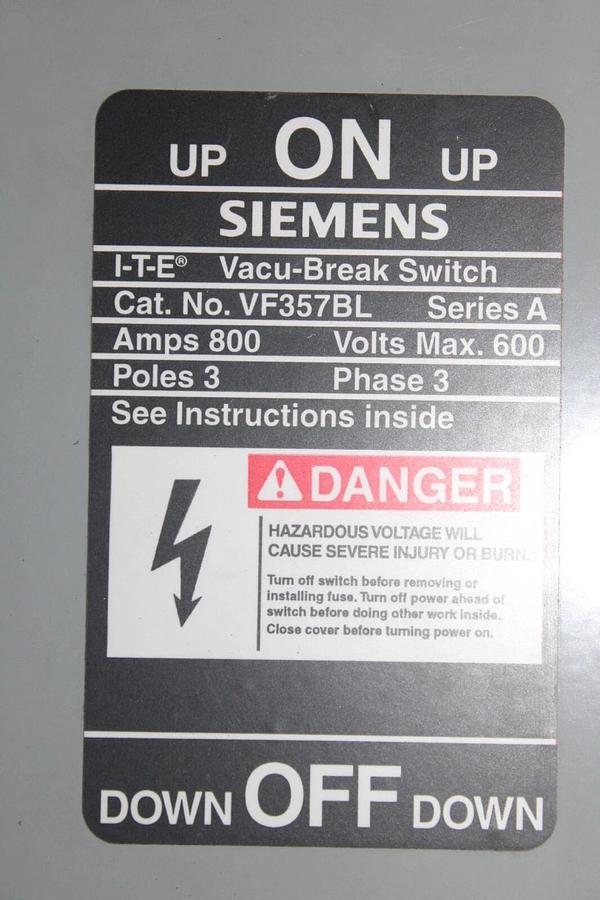 UP ON UP
SIEMENS
I-T-E® Vacu-Break Switch
Cat. No. VF357BL Series A
Amps 800 Volts Max. 600
Poles 3 Phase 3
See Instructions inside
DANGER
HAZARDOUS VOLTAGE WILL
CAUSE SEVERE INJURY OR BURN.
Turn off switch before removing or
installing fuse. Turn off power ahead of
switch before doing other work inside.
Close cover before turning power on.
DOWN OFF DOWN